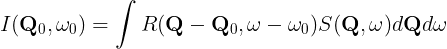 I(𝐐₀, ω₀) = ∫ R(𝐐 − 𝐐₀, ω − ω₀)S(𝐐, ω)d𝐐dω